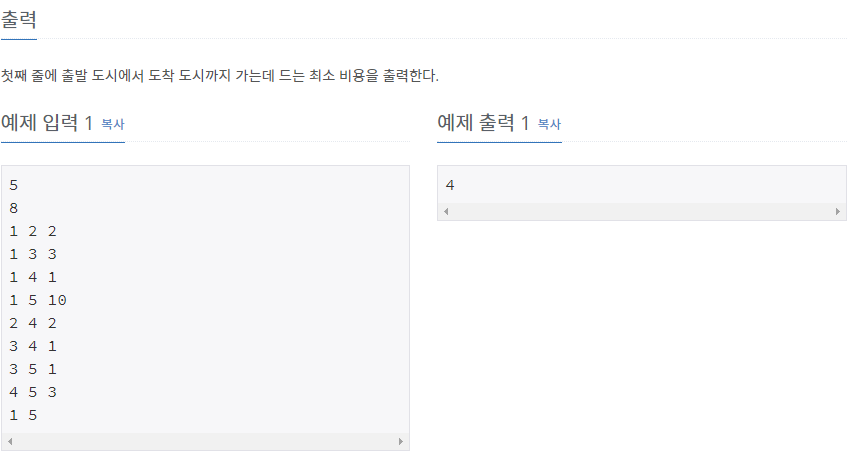 출력
첫째 줄에 출발 도시에서 도착 도시까지 가는데 드는 최소 비용을 출력한다.
예제 입력 1 복사
5
8
1 2 2
1 3 3
1 4 1
1 5 10
2 4 2
3 4 1
3 5 1
4 5 3
1 5
예제 출력 1 복사
4